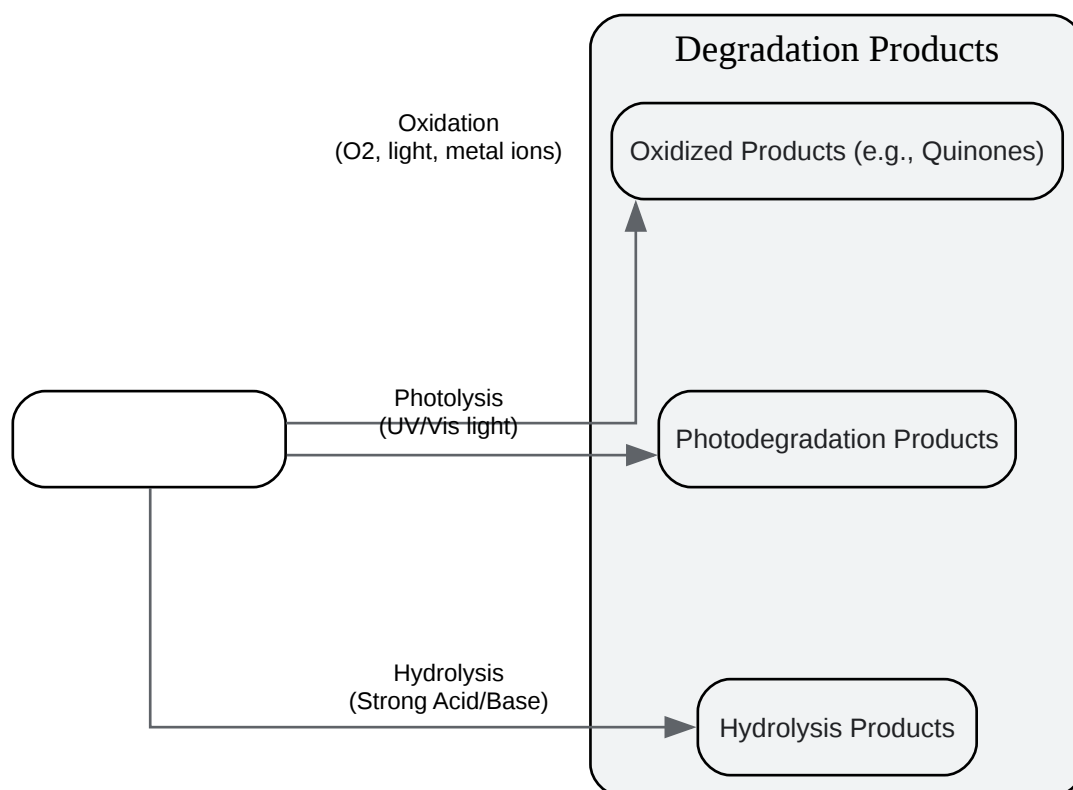 Degradation Products
Oxidation
(O2, light, metal ions)
Oxidized Products (e.g., Quinones)
Photolysis
(UV/Vis light)
Photodegradation Products
Hydrolysis
(Strong Acid/Base)
Hydrolysis Products